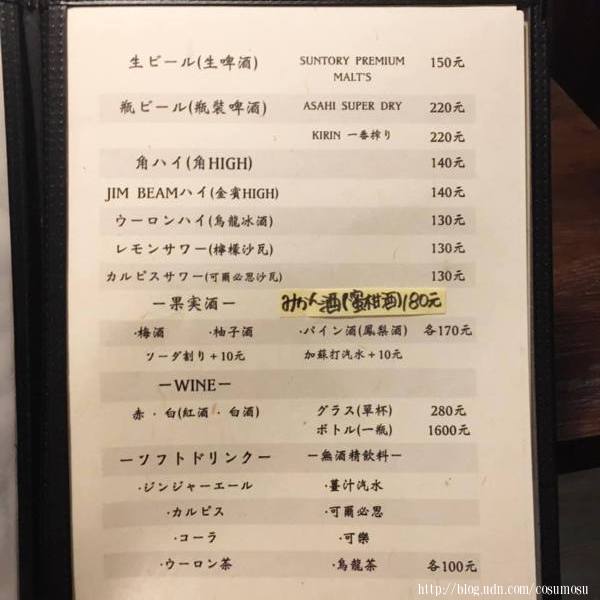 生ビール(生啤酒) SUNTORY PREMIUM 150元
MALT'S
瓶ビール(瓶裝啤酒) ASAHI SUPER DRY 220元
KIRIN 一番搾り 220元
角ハイ(角HIGH) 140元
JIM BEAMハイ(金賓HIGH) 140元
ウーロンハイ(烏龍冰酒) 130元
レモンサワー(檸檬沙瓦) 130元
カルピスサワー(可爾必思沙瓦) 130元
－果実酒－ みかん酒(蜜柑酒)180元
·梅酒 ·柚子酒 ·パイン酒(鳳梨酒) 各170元
ソーダ割り＋10元 加蘇打汽水＋10元
－WINE－
赤・白(紅酒・白酒) グラス(單杯) 280元
ボトル(一瓶) 1600元
－ソフトドリンク－ －無酒精飲料－
·ジンジャーエール ·薑汁汽水
·カルピス ·可爾必思
·コーラ ·可樂
·ウーロン茶 ·烏龍茶 各100元
http://blog.udn.com/cosumosu